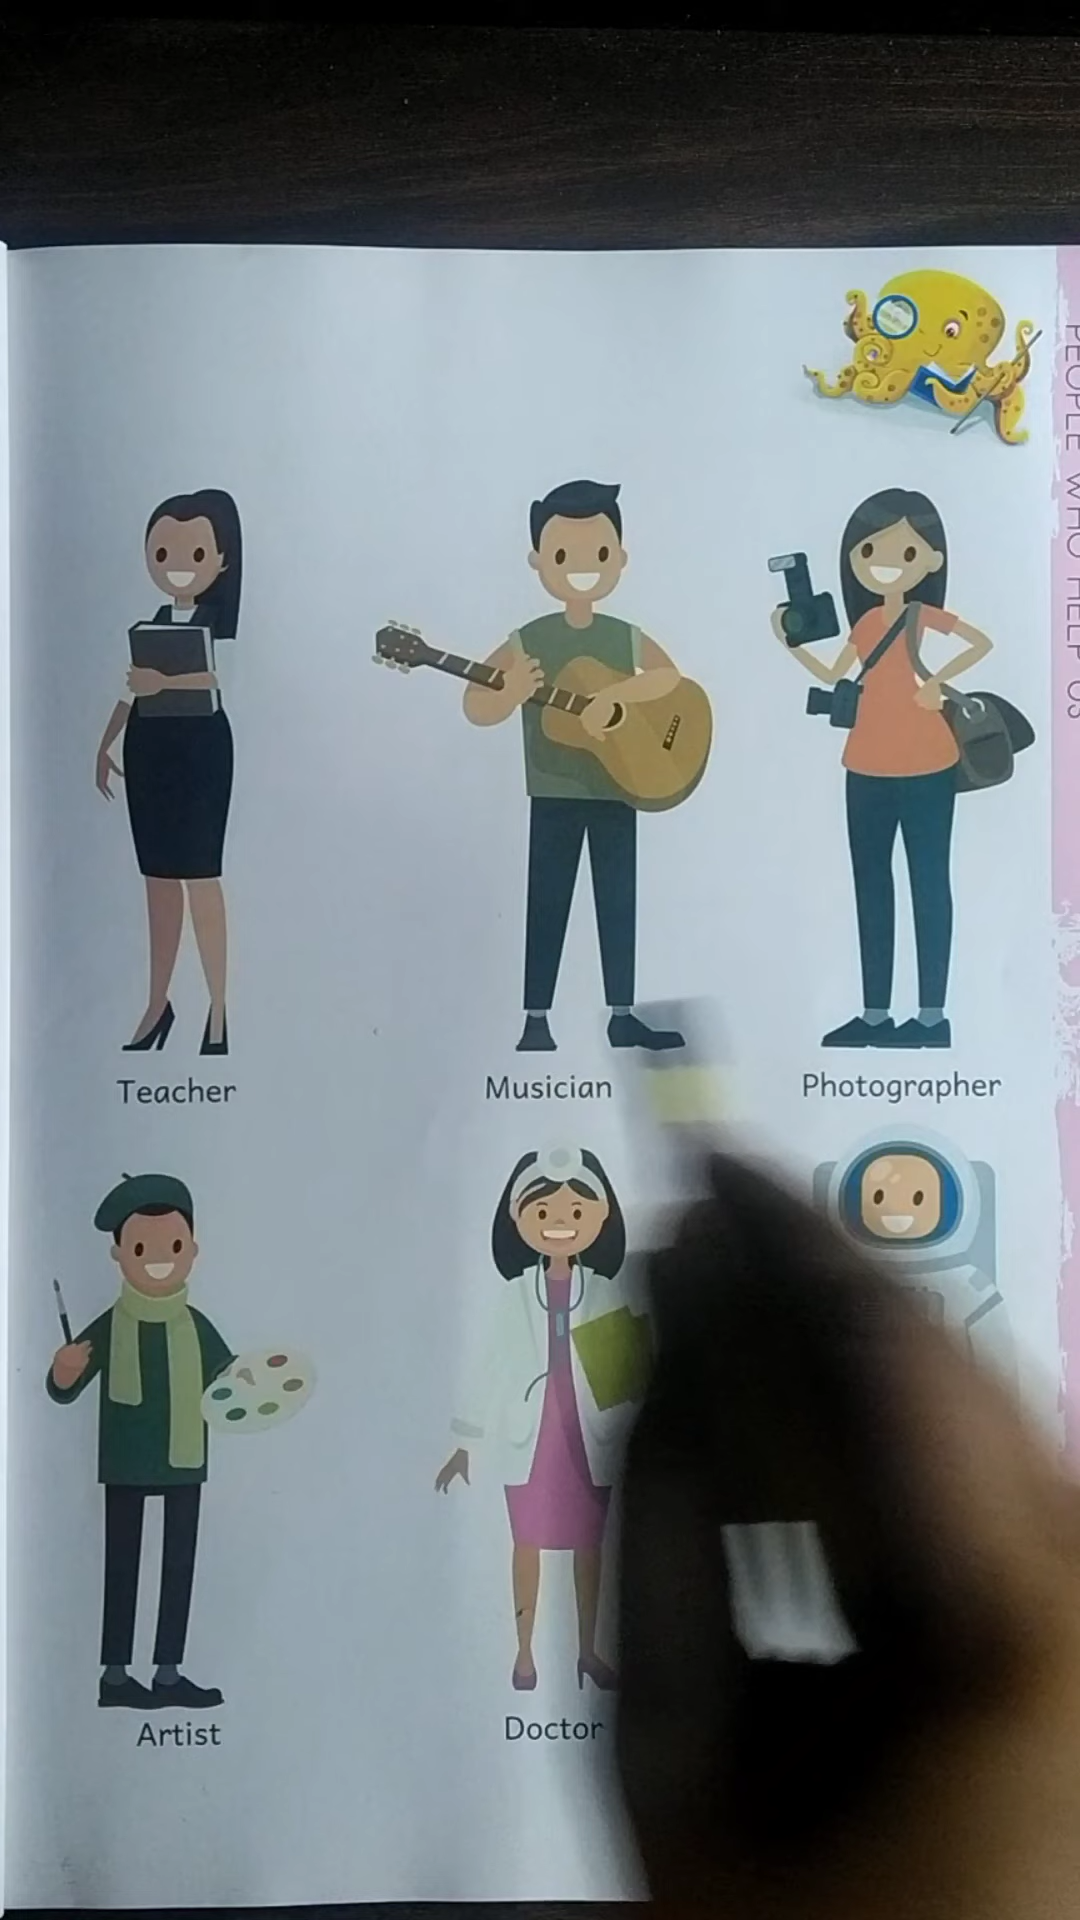 PEOPLE WHO HELP US
Teacher
Musician
Photographer
Artist
Doctor